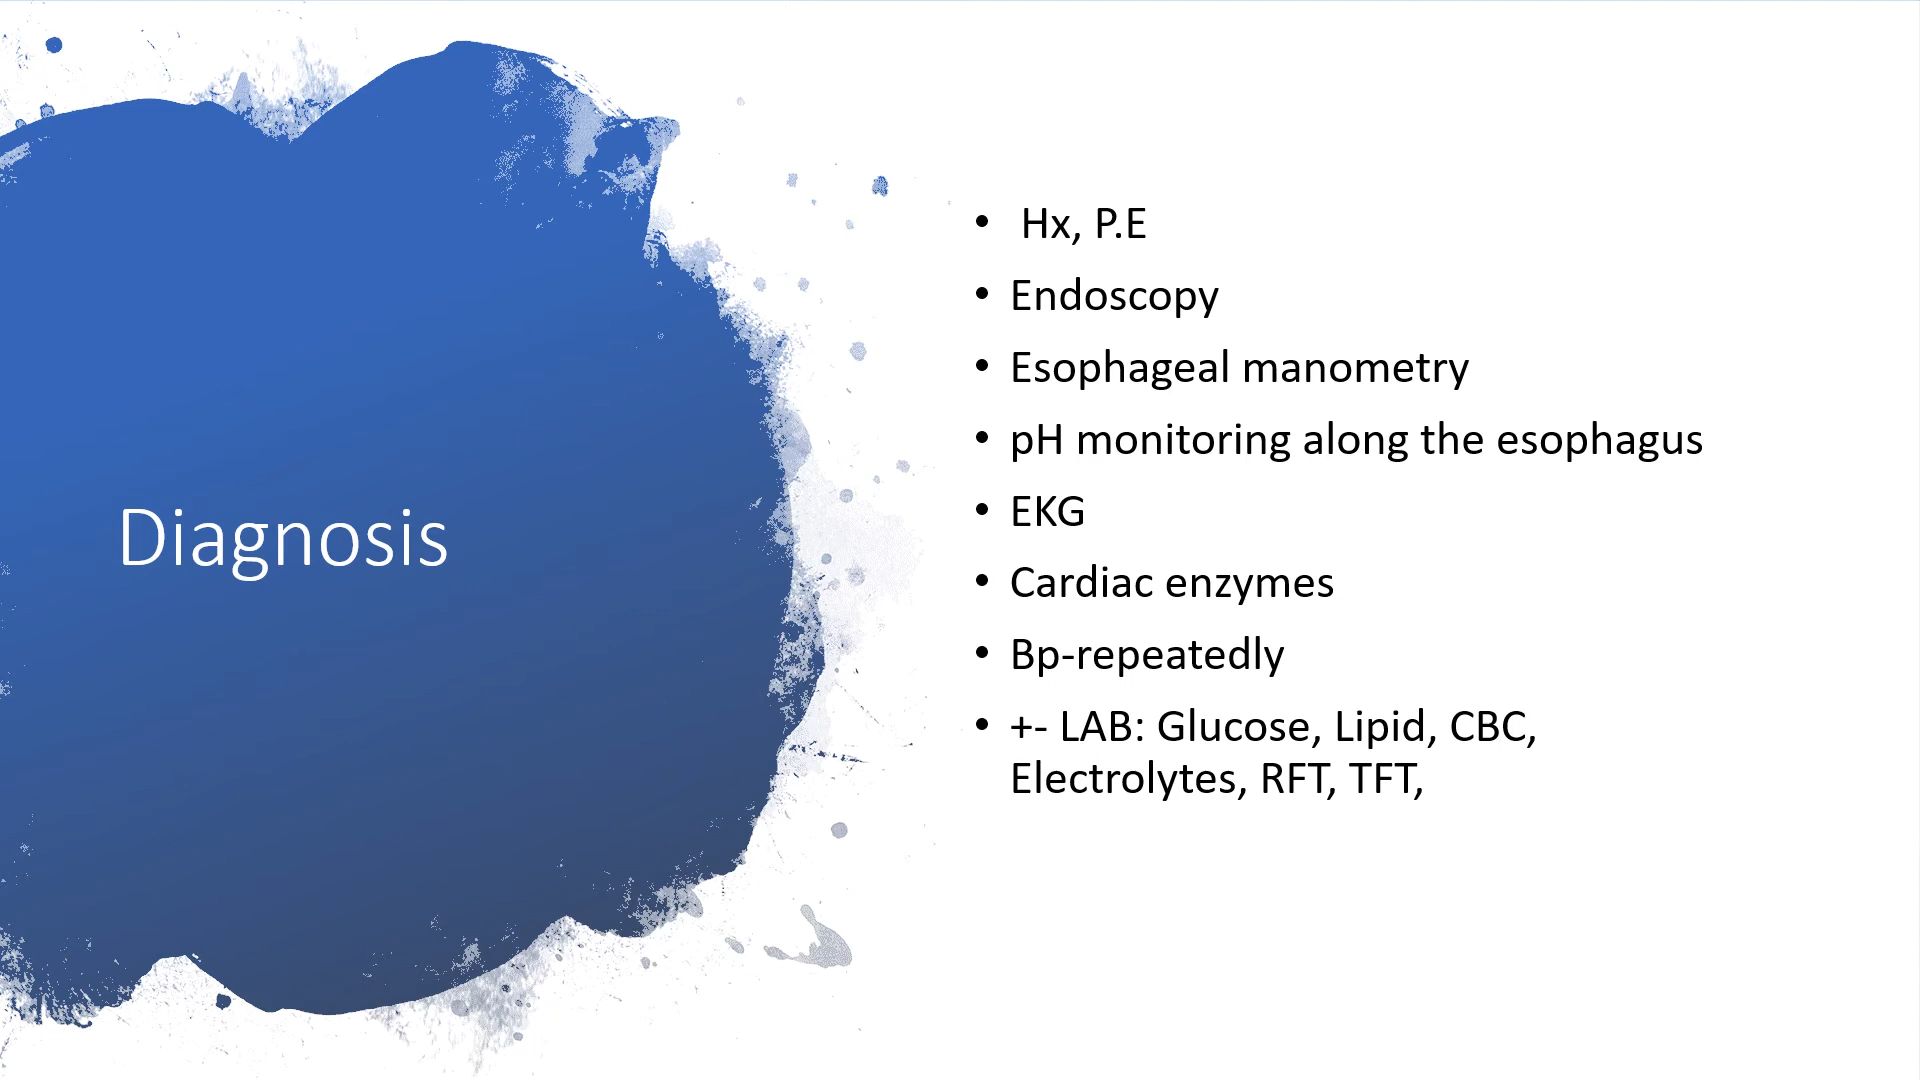 Diagnosis
• Hx, P.E
• Endoscopy
• Esophageal manometry
• pH monitoring along the esophagus
• EKG
• Cardiac enzymes
• Bp-repeatedly
• +- LAB: Glucose, Lipid, CBC,
Electrolytes, RFT, TFT,